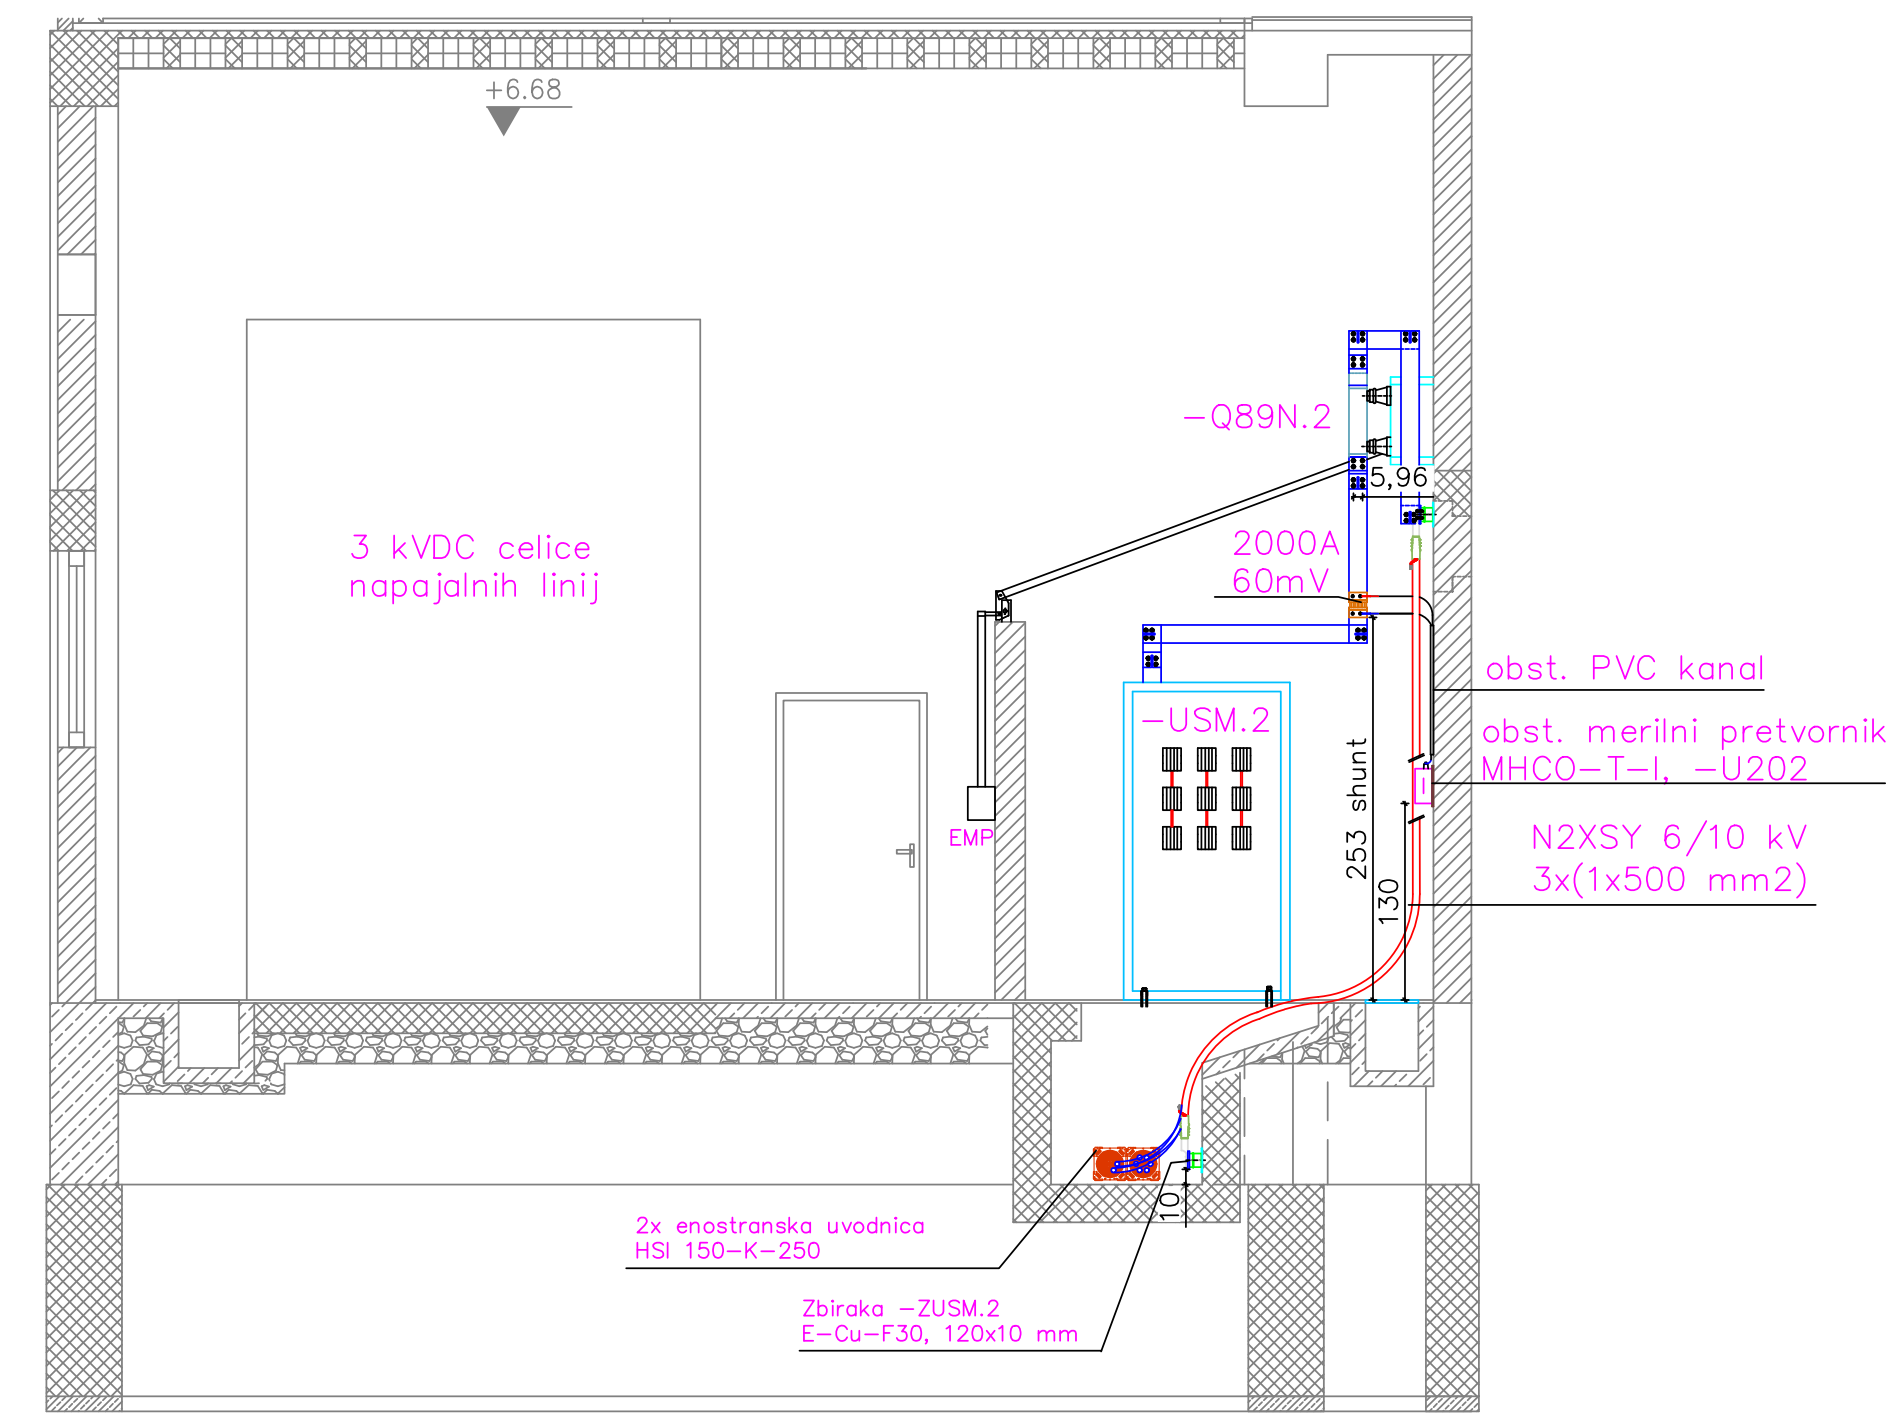 +6.68
-Q89N.2
5,96
3 kVDC celice
napajalnih linij
2000A
60mV
obst. PVC kanal
-USM.2
obst. merilni pretvornik
MHCO-T-I, -U202
253 shunt
EMP
N2XSY 6/10 kV
3x(1x500 mm2)
130
10
2x enostranska uvodnica
HSI 150-K-250
Zbiraka -ZUSM.2
E-Cu-F30, 120x10 mm